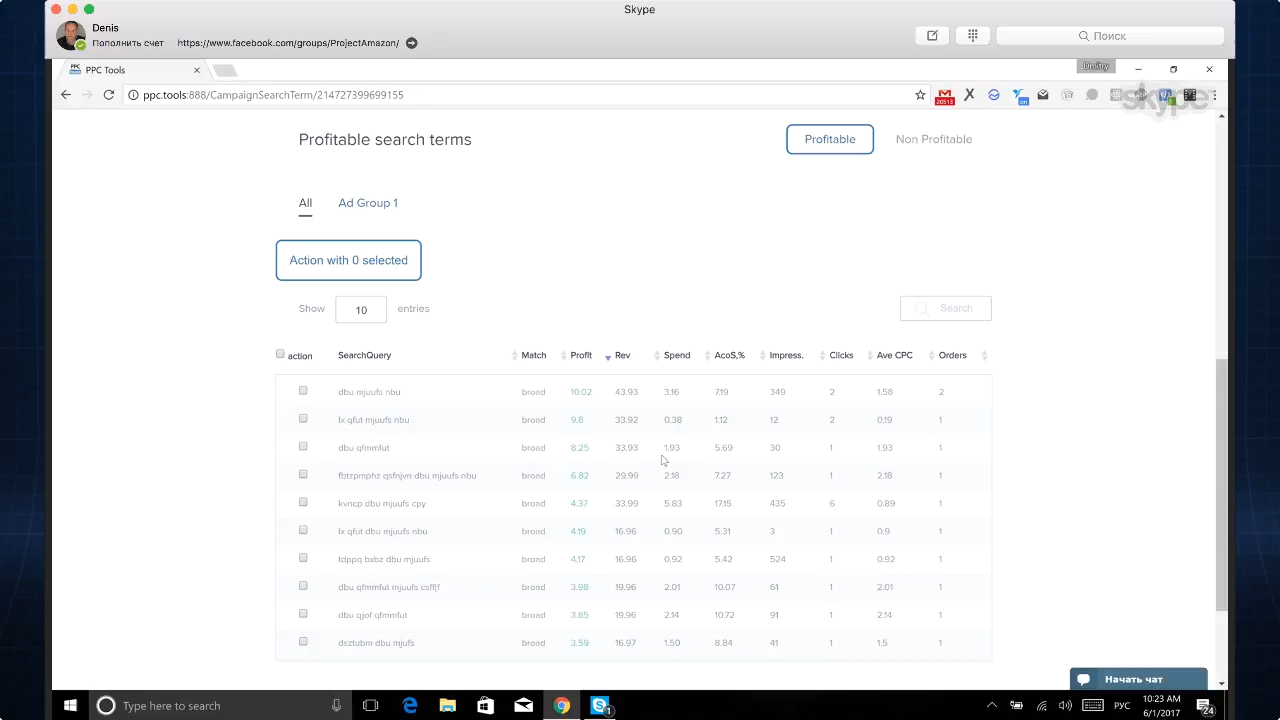 Skype
Denis
Пополнить счет https://www.facebook.com/groups/ProjectAmazon/
Поиск
PPC Tools
Dmitry
ppc.tools:888/CampaignSearchTerm/214727399699155
20513
on
skype
Profitable search terms
Profitable Non Profitable
All Ad Group 1
Action with 0 selected
Show 10 entries
Search
action SearchQuery Match Profit Rev Spend AcoS,% Impress. Clicks Ave CPC Orders
dbu mjuufs nbu broad 10.02 43.93 3.16 7.19 349 2 1.58 2
lx qfut mjuufs nbu broad 9.8 33.92 0.38 1.12 12 2 0.19 1
dbu qfmmfut broad 8.25 33.93 1.93 5.69 30 1 1.93 1
fbtzpmphz qsfnjvn dbu mjuufs nbu broad 6.82 29.99 2.18 7.27 123 1 2.18 1
kvncp dbu mjuufs cpy broad 4.37 33.99 5.83 17.15 435 6 0.89 1
lx qfut dbu mjuufs nbu broad 4.19 16.96 0.90 5.31 3 1 0.9 1
tdppq bxbz dbu mjuufs broad 4.17 16.96 0.92 5.42 524 1 0.92 1
dbu qfmmfut mjuufs csff{f broad 3.98 19.96 2.01 10.07 61 1 2.01 1
dbu qjof qfmmfut broad 3.85 19.96 2.14 10.72 91 1 2.14 1
dsztubm dbu mjufs broad 3.59 16.97 1.50 8.84 41 1 1.5 1
Начать чат
Type here to search
1
РУС
10:23 AM
6/1/2017
24